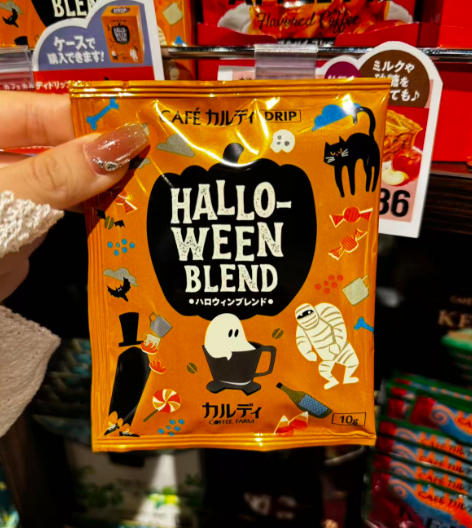 ケースで
購入できます!
HALLOWEEN
BLEND
Flavored Coffee
ミルクや
砂糖を
ても♪
86
CAFÉ カルディ DRIP
HALLO-
WEEN
BLEND
•ハロウィンブレンド•
カルディ
COFFEE FARM
10g